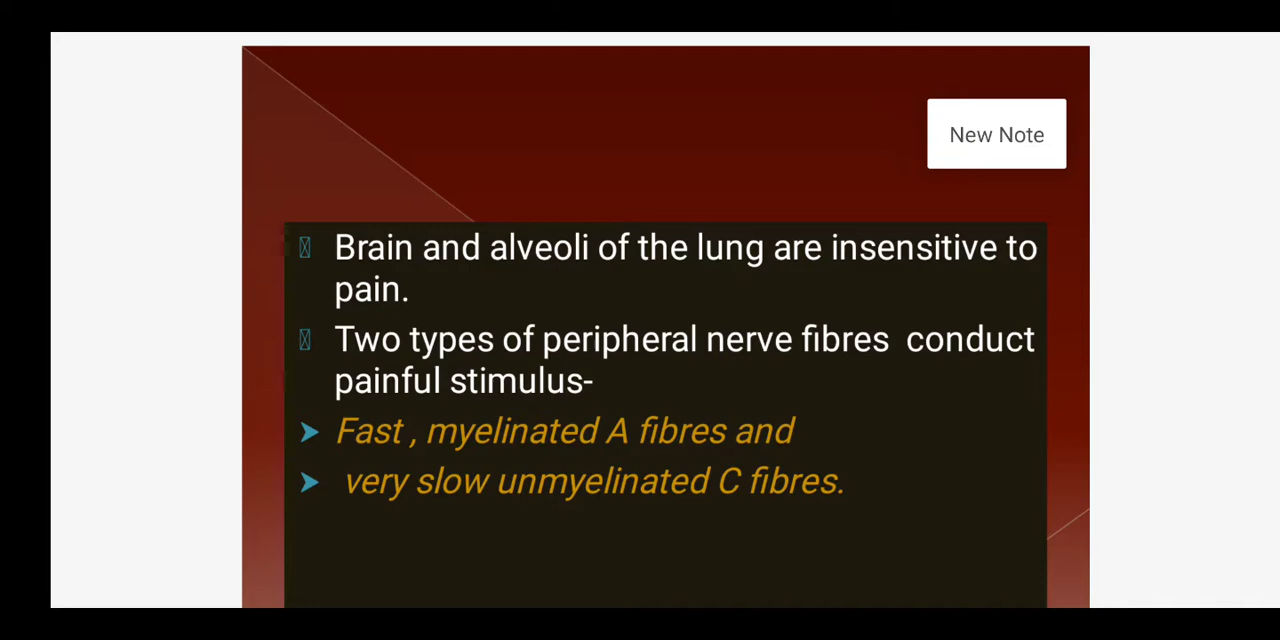 New Note
Brain and alveoli of the lung are insensitive to
pain.
Two types of peripheral nerve fibres  conduct
painful stimulus-
Fast , myelinated A fibres and
very slow unmyelinated C fibres.